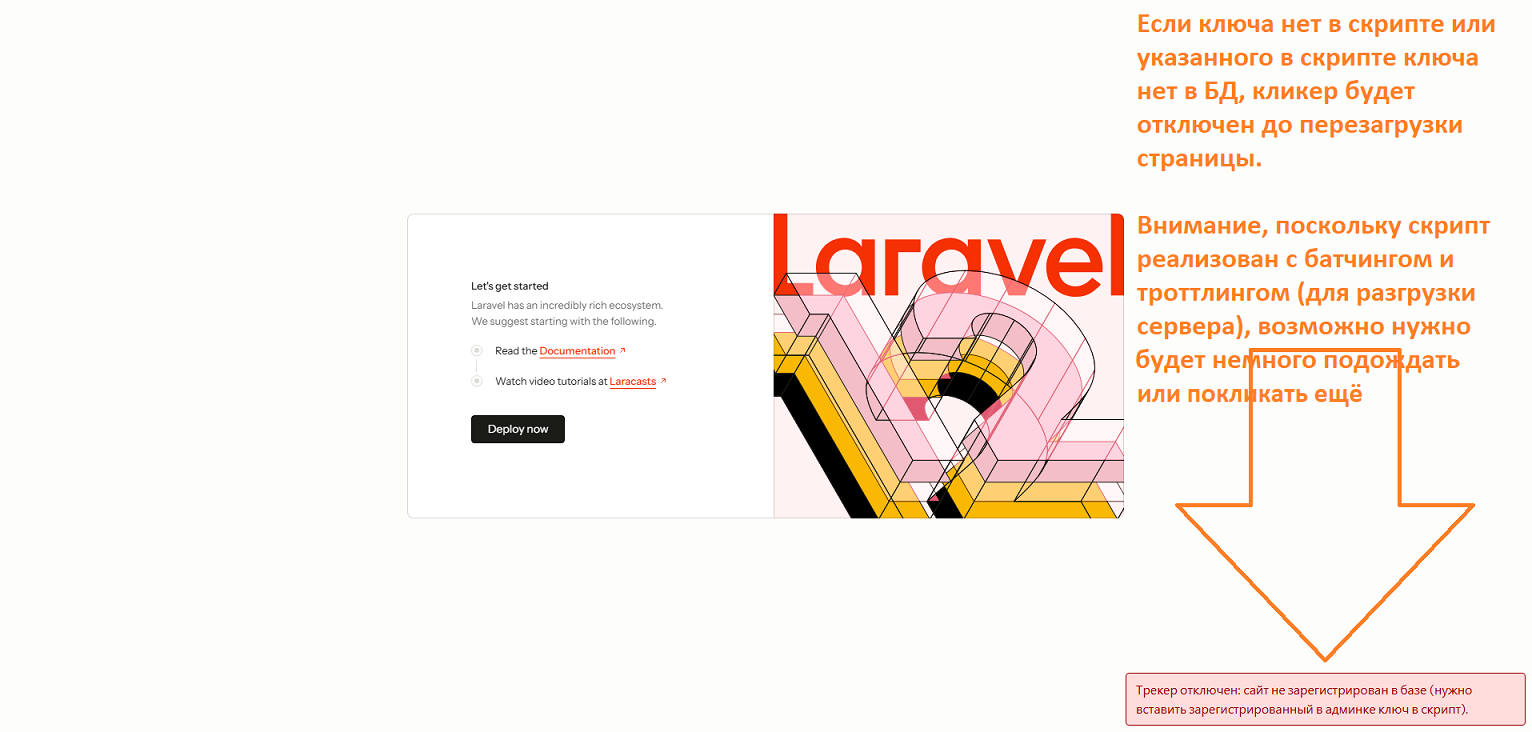 Если ключа нет в скрипте или
указанного в скрипте ключа
нет в БД, кликер будет
отключен до перезагрузки
страницы.
Внимание, поскольку скрипт
реализован с батчингом и
троттлингом (для разгрузки
сервера), возможно нужно
будет немного подождать
или покликать ещё
Let's get started
Laravel has an incredibly rich ecosystem.
We suggest starting with the following.
Read the Documentation
Watch video tutorials at Laracasts
Deploy now
Laravel
12
Трекер отключен: сайт не зарегистрирован в базе (нужно
вставить зарегистрированный в админке ключ в скрипт).